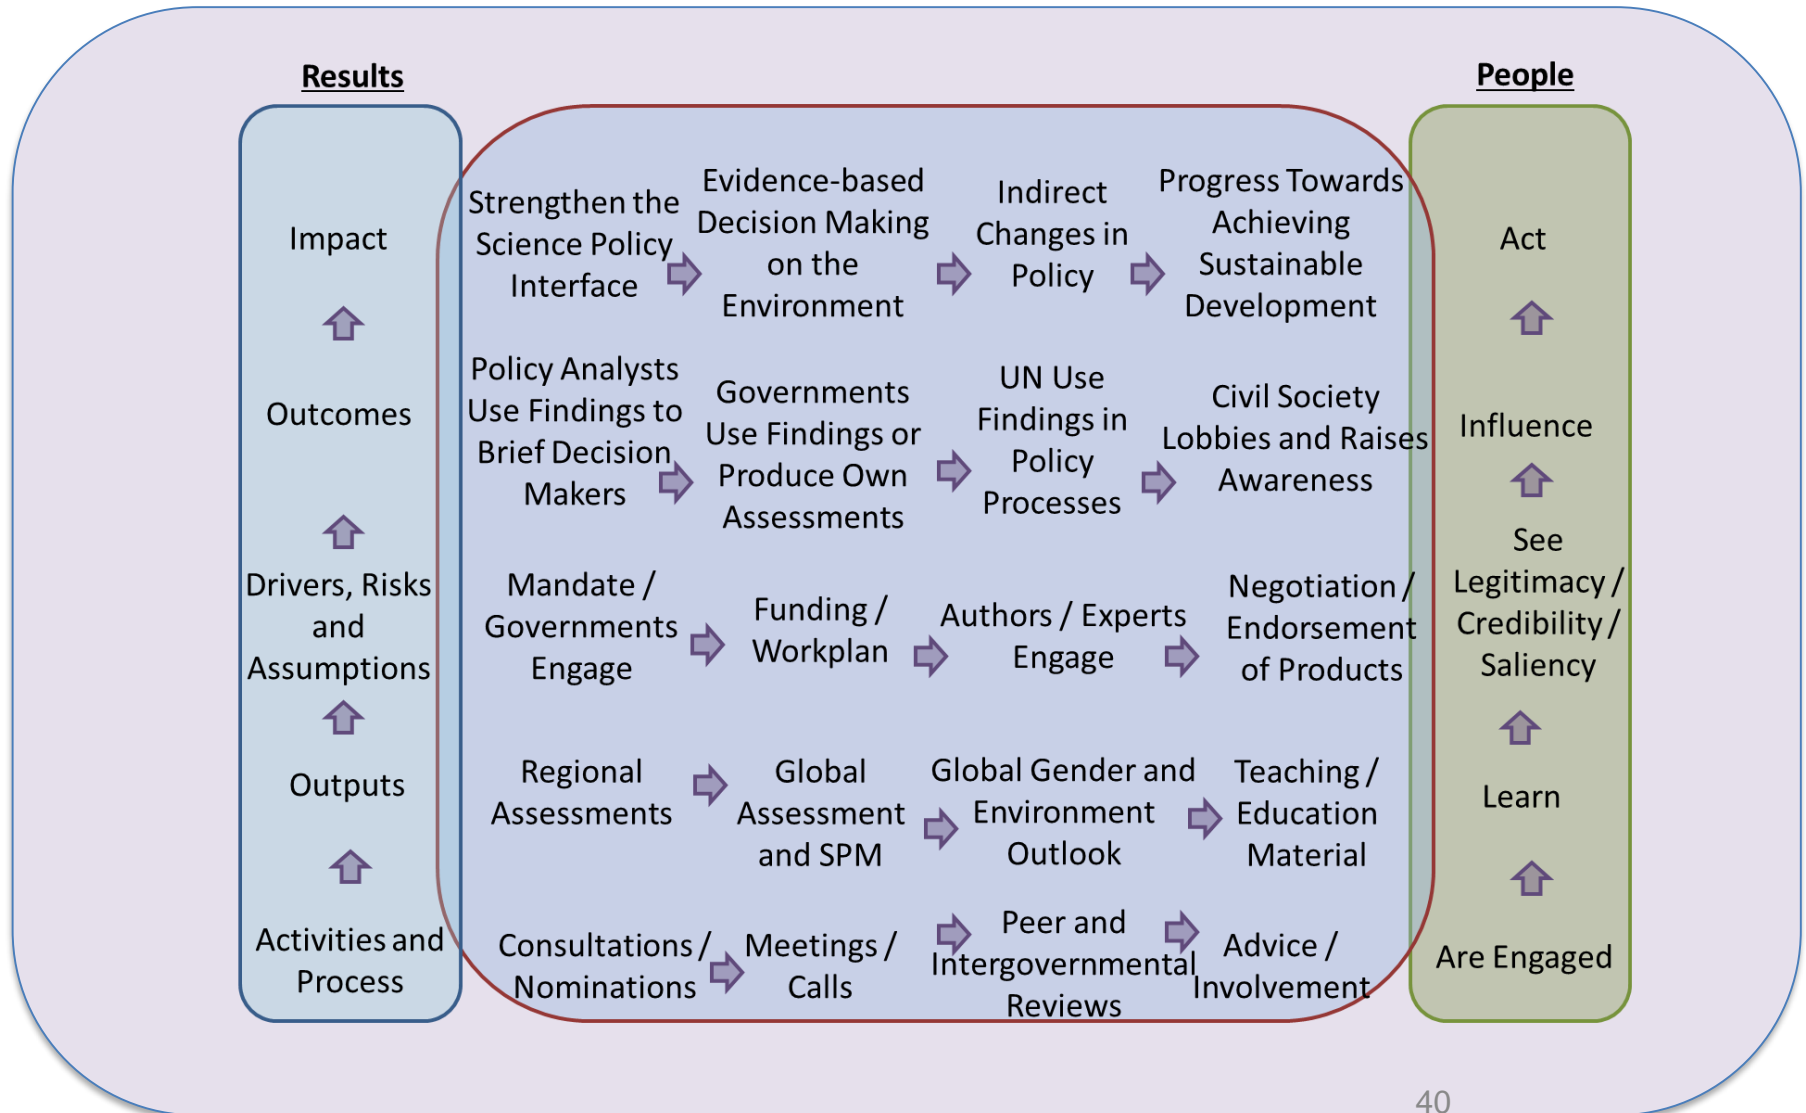 Results
People
Impact
Strengthen the
Science Policy
Interface
Evidence-based
Decision Making
on the
Environment
Indirect
Changes in
Policy
Progress Towards
Achieving
Sustainable
Development
Act
Outcomes
Policy Analysts
Use Findings to
Brief Decision
Makers
Governments
Use Findings or
Produce Own
Assessments
UN Use
Findings in
Policy
Processes
Civil Society
Lobbies and Raises
Awareness
Influence
Drivers, Risks
and
Assumptions
Mandate /
Governments
Engage
Funding /
Workplan
Authors / Experts
Engage
Negotiation /
Endorsement
of Products
See
Legitimacy /
Credibility /
Saliency
Outputs
Regional
Assessments
Global
Assessment
and SPM
Global Gender and
Environment
Outlook
Teaching /
Education
Material
Learn
Activities and
Process
Consultations /
Nominations
Meetings /
Calls
Peer and
Intergovernmental
Reviews
Advice /
Involvement
Are Engaged
40